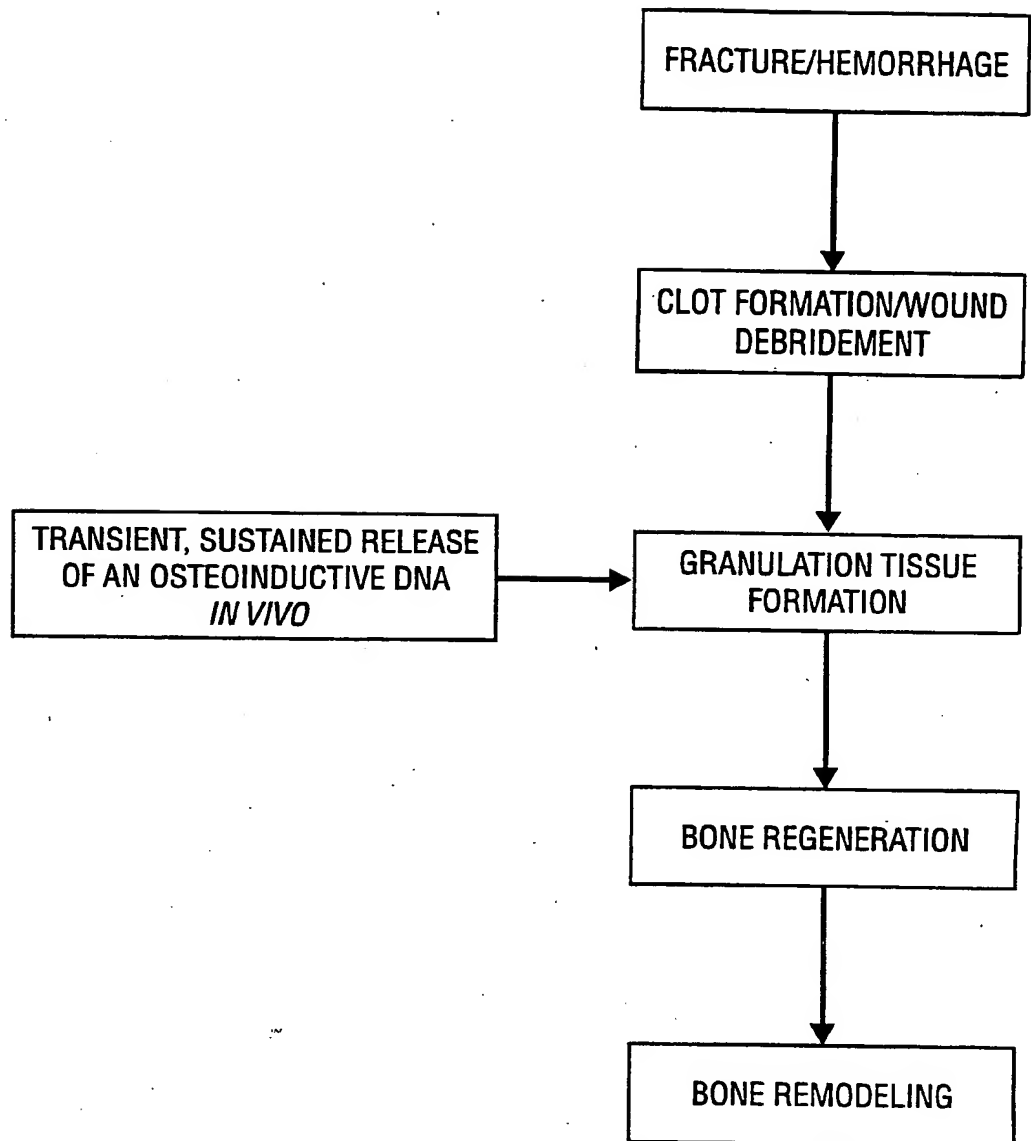 FRACTURE/HEMORRHAGE
CLOT FORMATION/WOUND
DEBRIDEMENT
TRANSIENT, SUSTAINED RELEASE
OF AN OSTEOINDUCTIVE DNA
IN VIVO
GRANULATION TISSUE
FORMATION
BONE REGENERATION
BONE REMODELING